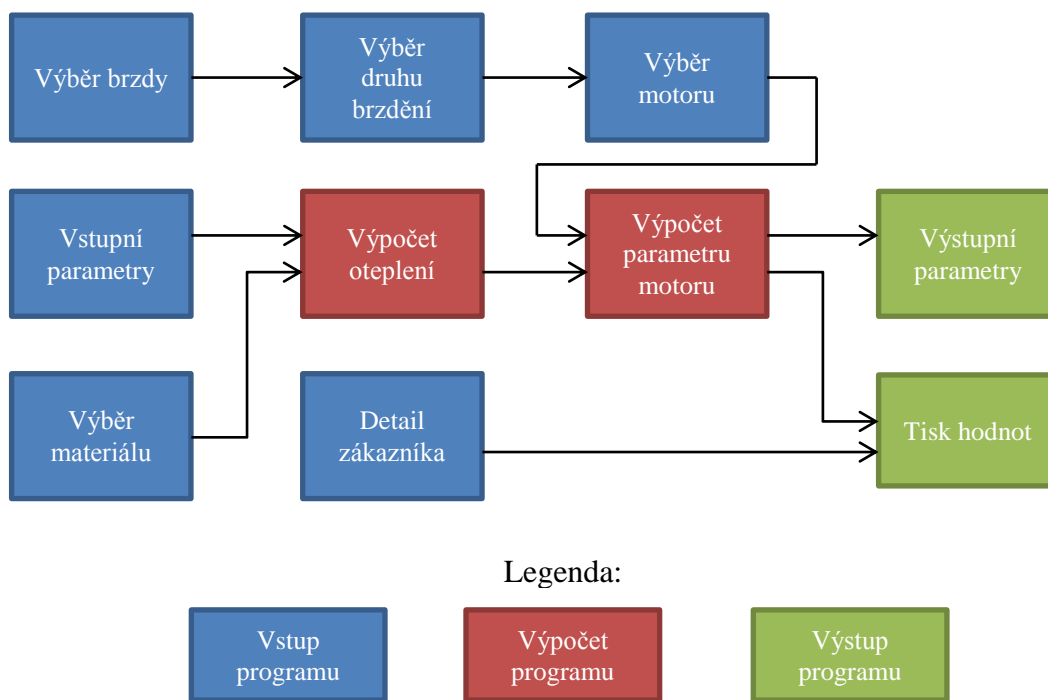 Výběr brzdy
Výběr
druhu
brzdění
Výběr
motoru
Vstupní
parametry
Výpočet
oteplení
Výpočet
parametru
motoru
Výstupní
parametry
Výběr
materiálu
Detail
zákazníka
Tisk hodnot
Legenda:
Vstup
programu
Výpočet
programu
Výstup
programu